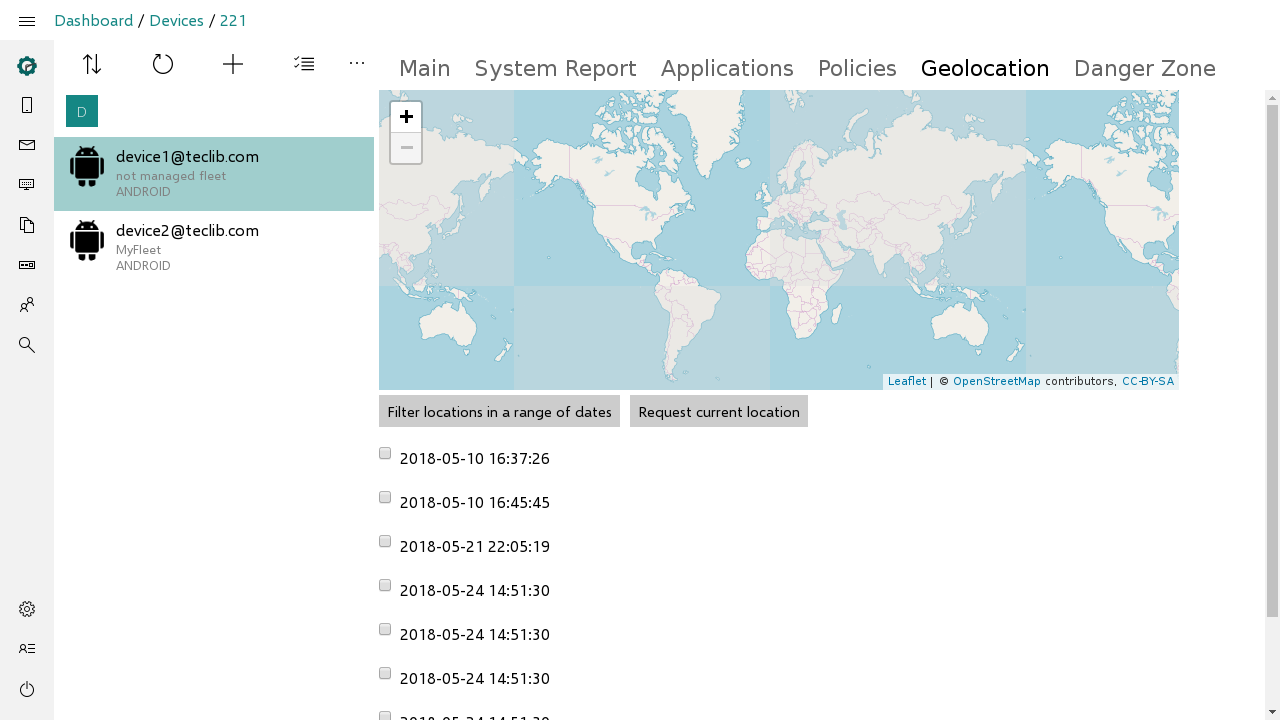 Dashboard / Devices / 221
Main System Report Applications Policies Geolocation Danger Zone
D
device1@teclib.com
not managed fleet
ANDROID
device2@teclib.com
MyFleet
ANDROID
+
−
Leaflet | © OpenStreetMap contributors, CC-BY-SA
Filter locations in a range of dates
Request current location
2018-05-10 16:37:26
2018-05-10 16:45:45
2018-05-21 22:05:19
2018-05-24 14:51:30
2018-05-24 14:51:30
2018-05-24 14:51:30